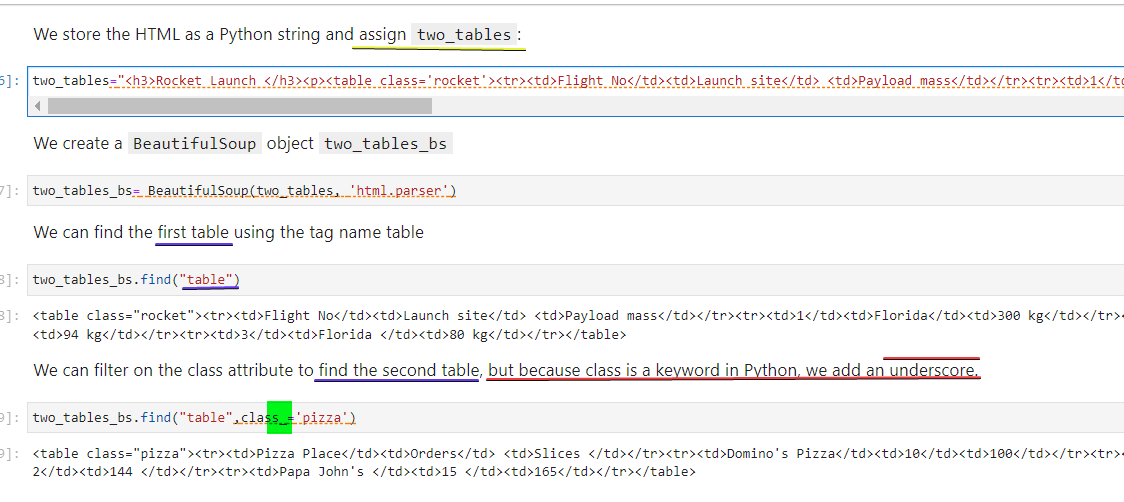 We store the HTML as a Python string and assign two_tables:
6]: two_tables="<h3>Rocket Launch </h3><p><table class='rocket'><tr><td>Flight No</td><td>Launch site</td> <td>Payload mass</td></tr><tr><td>1</td
We create a BeautifulSoup object two_tables_bs
7]: two_tables_bs= BeautifulSoup(two_tables, 'html.parser')
We can find the first table using the tag name table
8]: two_tables_bs.find("table")
8]: <table class="rocket"><tr><td>Flight No</td><td>Launch site</td> <td>Payload mass</td></tr><tr><td>1</td><td>Florida</td><td>300 kg</td></tr><
<td>94 kg</td></tr><tr><td>3</td><td>Florida </td><td>80 kg</td></tr></table>
We can filter on the class attribute to find the second table, but because class is a keyword in Python, we add an underscore.
9]: two_tables_bs.find("table",class_='pizza')
9]: <table class="pizza"><tr><td>Pizza Place</td><td>Orders</td> <td>Slices </td></tr><tr><td>Domino's Pizza</td><td>10</td><td>100</td></tr><tr><
2</td><td>144 </td></tr><tr><td>Papa John's </td><td>15 </td><td>165</td></tr></table>